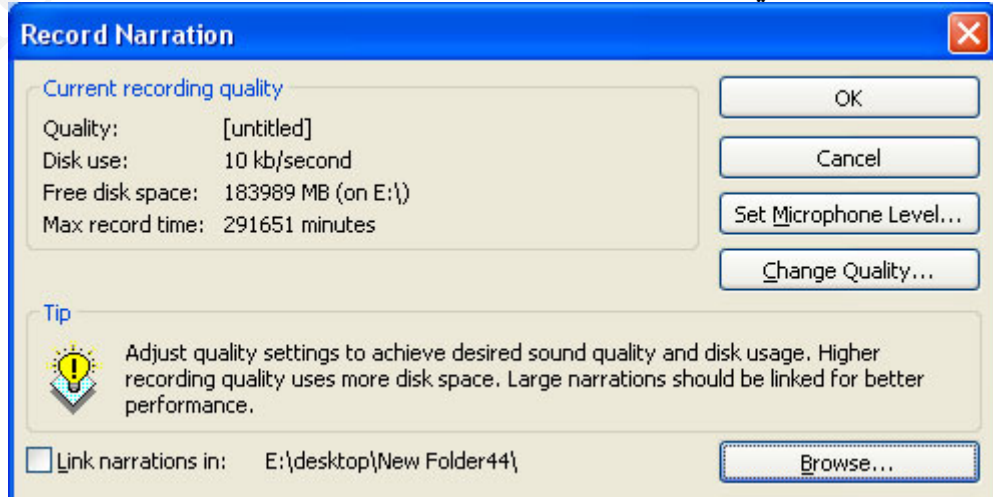 Record Narration
Current recording quality
Quality: [untitled]
Disk use: 10 kb/second
Free disk space: 183989 MB (on E:\)
Max record time: 291651 minutes
OK
Cancel
Set Microphone Level...
Change Quality...
Tip
Adjust quality settings to achieve desired sound quality and disk usage. Higher
recording quality uses more disk space. Large narrations should be linked for better
performance.
Link narrations in: E:\desktop\New Folder44\
Browse...